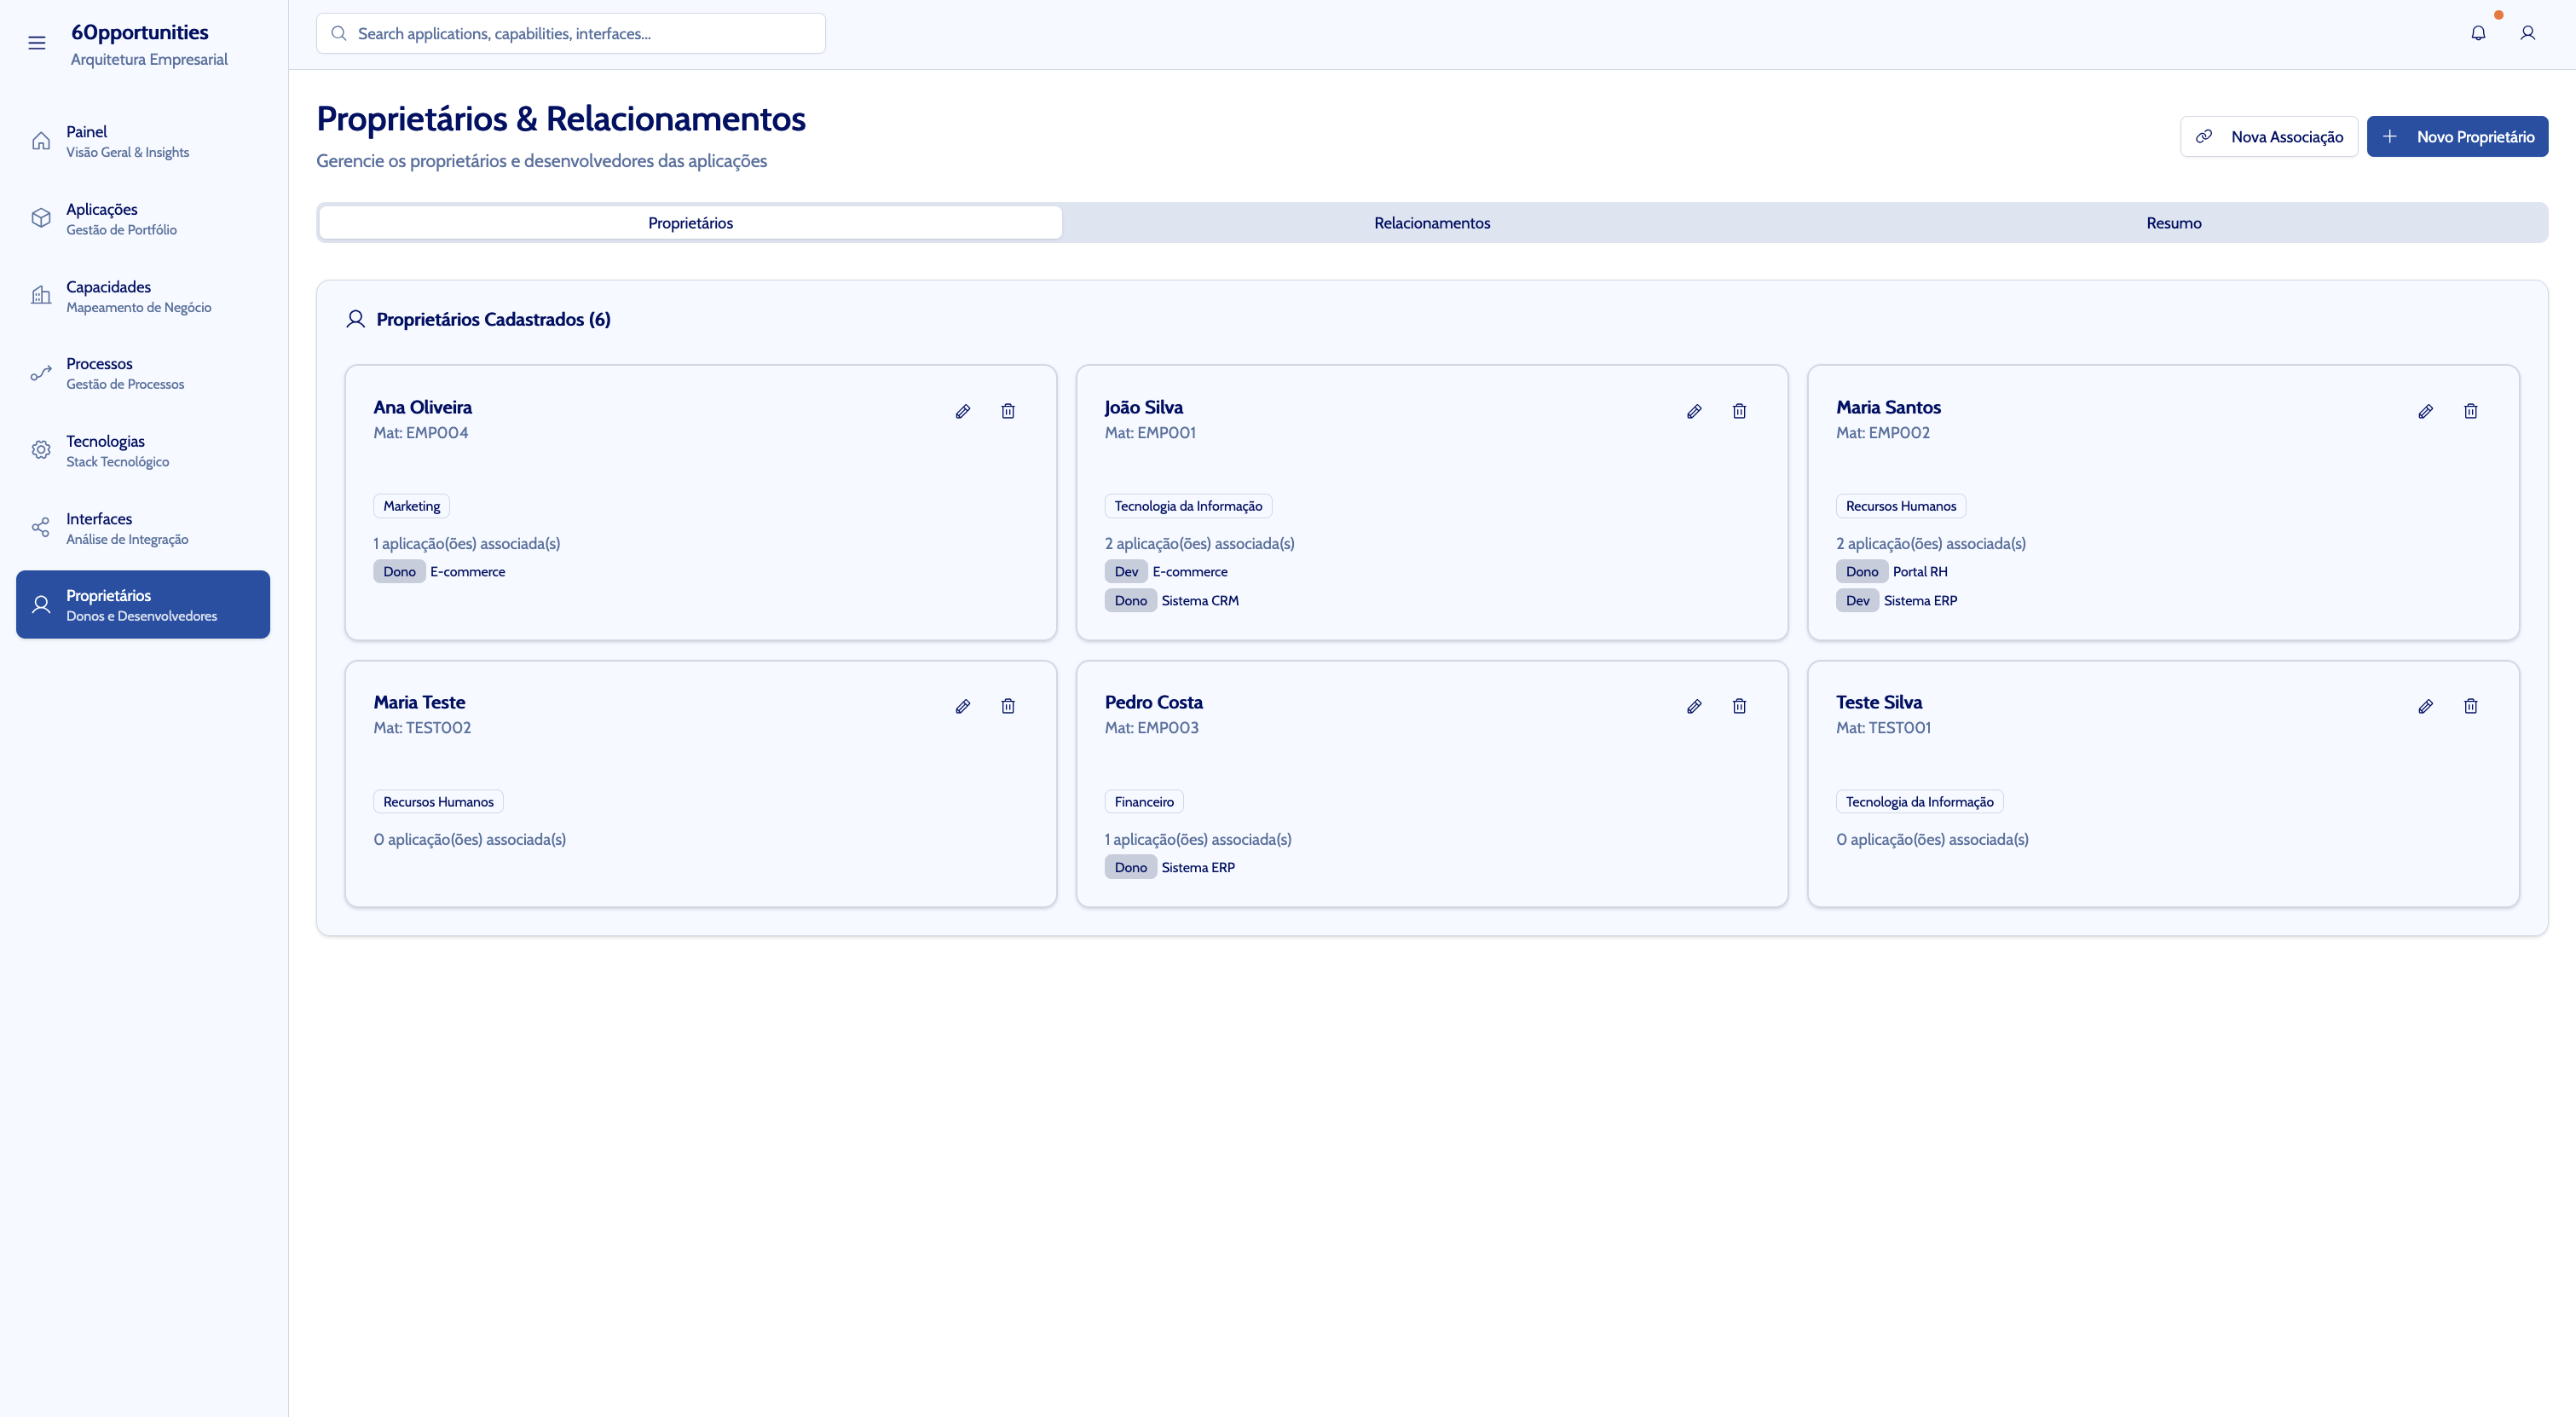 60pportunities
Arquitetura Empresarial
Painel
Visão Geral & Insights
Aplicações
Gestão de Portfólio
Capacidades
Mapeamento de Negócio
Processos
Gestão de Processos
Tecnologias
Stack Tecnológico
Interfaces
Análise de Integração
Proprietários
Donos e Desenvolvedores
Search applications, capabilities, interfaces...
Proprietários & Relacionamentos
Gerencie os proprietários e desenvolvedores das aplicações
Nova Associação
Novo Proprietário
Proprietários
Relacionamentos
Resumo
Proprietários Cadastrados (6)
Ana Oliveira
Mat: EMP004
Marketing
1 aplicação(ões) associada(s)
Dono E-commerce
João Silva
Mat: EMP001
Tecnologia da Informação
2 aplicação(ões) associada(s)
Dev E-commerce
Dono Sistema CRM
Maria Santos
Mat: EMP002
Recursos Humanos
2 aplicação(ões) associada(s)
Dono Portal RH
Dev Sistema ERP
Maria Teste
Mat: TEST002
Recursos Humanos
0 aplicação(ões) associada(s)
Pedro Costa
Mat: EMP003
Financeiro
1 aplicação(ões) associada(s)
Dono Sistema ERP
Teste Silva
Mat: TEST001
Tecnologia da Informação
0 aplicação(ões) associada(s)